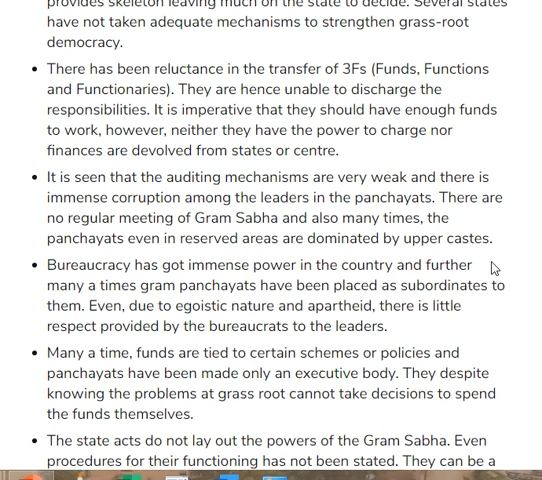 provides skeleton leaving much on the state to decide. Several states
have not taken adequate mechanisms to strengthen grass-root
democracy.
• There has been reluctance in the transfer of 3Fs (Funds, Functions
and Functionaries). They are hence unable to discharge the
responsibilities. It is imperative that they should have enough funds
to work, however, neither they have the power to charge nor
finances are devolved from states or centre.
• It is seen that the auditing mechanisms are very weak and there is
immense corruption among the leaders in the panchayats. There are
no regular meeting of Gram Sabha and also many times, the
panchayats even in reserved areas are dominated by upper castes.
• Bureaucracy has got immense power in the country and further
many a times gram panchayats have been placed as subordinates to
them. Even, due to egoistic nature and apartheid, there is little
respect provided by the bureaucrats to the leaders.
• Many a time, funds are tied to certain schemes or policies and
panchayats have been made only an executive body. They despite
knowing the problems at grass root cannot take decisions to spend
the funds themselves.
• The state acts do not lay out the powers of the Gram Sabha. Even
procedures for their functioning has not been stated. They can be a